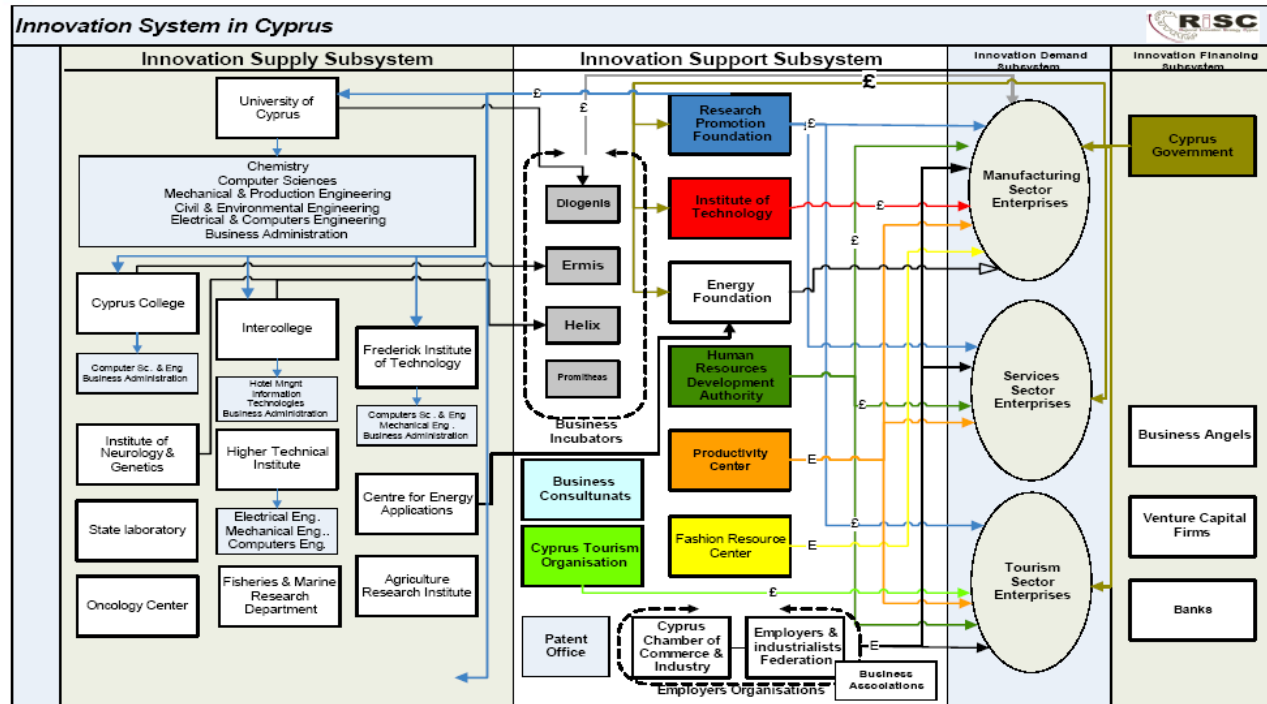 Innovation System in Cyprus
RiSC
Innovation Supply Subsystem
Innovation Support Subsystem
Innovation Demand
Subsystem
Innovation Financing
Subsystem
University of
Cyprus
Chemistry
Computer Sciences
Mechanical & Production Engineering
Civil & Environmental Engineering
Electrical & Computers Engineering
Business Administration
Cyprus College
Computer Sc. & Eng
Business Administration
Intercollege
Hotel Mngnt
Information
Technologies
Business Administration
Frederick Institute
of Technology
Computers Sc. & Eng
Mechanical Eng.
Business Administration
Institute of
Neurology &
Genetics
Higher Technical
Institute
Electrical Eng.
Mechanical Eng..
Computers Eng.
Centre for Energy
Applications
State laboratory
Oncology Center
Fisheries & Marine
Research
Department
Agriculture
Research Institute
£
£
Diogenis
Ermis
Helix
Promitheas
Business
Incubators
Business
Consultunats
Cyprus Tourism
Organisation
Patent
Office
Research
Promotion
Foundation
Institute of
Technology
Energy
Foundation
Human
Resources
Development
Authority
Productivity
Center
Fashion Resource
Center
Cyprus
Chamber of
Commerce &
Industry
Employers &
industrialists
Federation
Business
Associations
Employers Organisations
£
£
£
£
£
£
£
£
E
E
£
£
E
Manufacturing
Sector
Enterprises
Services
Sector
Enterprises
Tourism
Sector
Enterprises
Cyprus
Government
Business Angels
Venture Capital
Firms
Banks